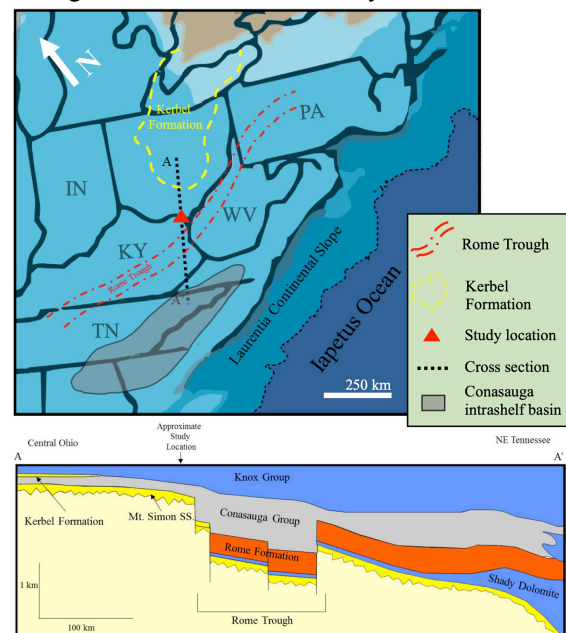 N
Kerbel
Formation
PA
A
IN
WV
KY
Rome Trough
A'
TN
Laurentia Continental Slope
Iapetus Ocean
250 km
Rome Trough
Kerbel
Formation
Study location
Cross section
Conasauga
intrashelf basin
Approximate
Study
Location
Central Ohio
NE Tennessee
A
A'
Knox Group
Kerbel Formation
Mt. Simon SS.
Conasauga Group
Rome Formation
Shady Dolomite
1 km
100 km
Rome Trough